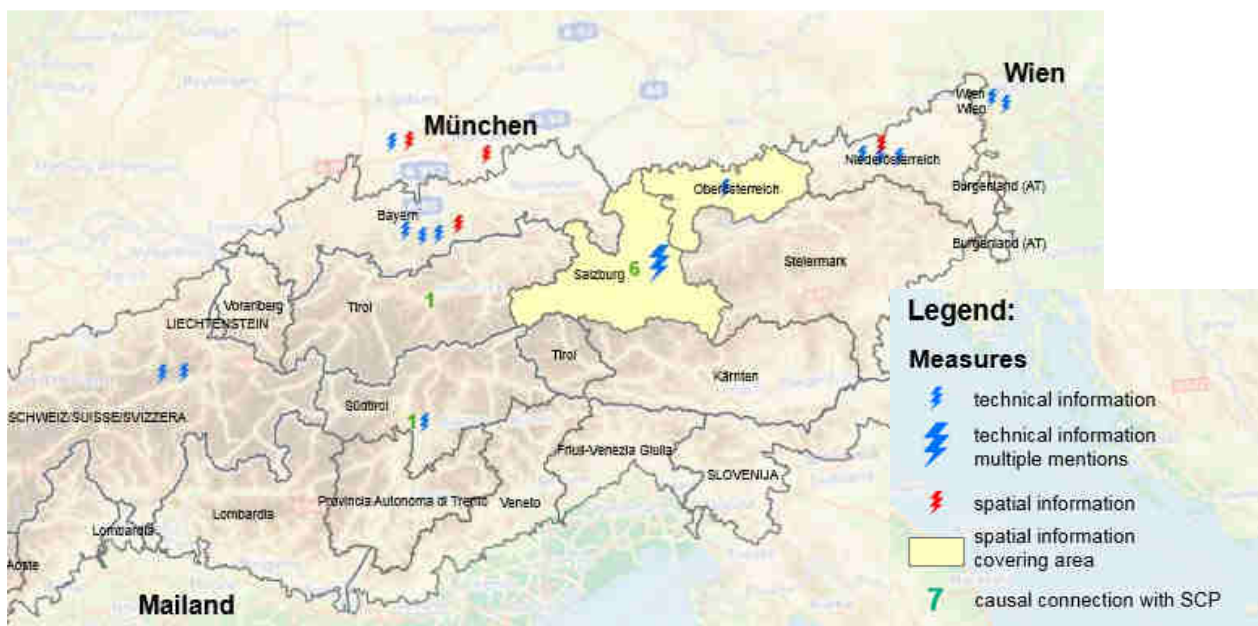 Wien
München
Wien
Wien
Niederösterreich
Oberösterreich
Burgenland (AT)
Bayern
Burgenland (AT)
Steiermark
Salzburg
6
Vorarlberg
Tirol
1
LIECHTENSTEIN
Tirol
Kärnten
Südtirol
SCHWEIZ/SUISSE/SVIZZERA
1
Friuli-Venezia Giulia
SLOVENIJA
Provincia Autonoma di Trento
Veneto
Lombardia
Lombardia
Aoste
Mailand
Legend:
Measures
technical information
technical information
multiple mentions
spatial information
spatial information
covering area
7 causal connection with SCP